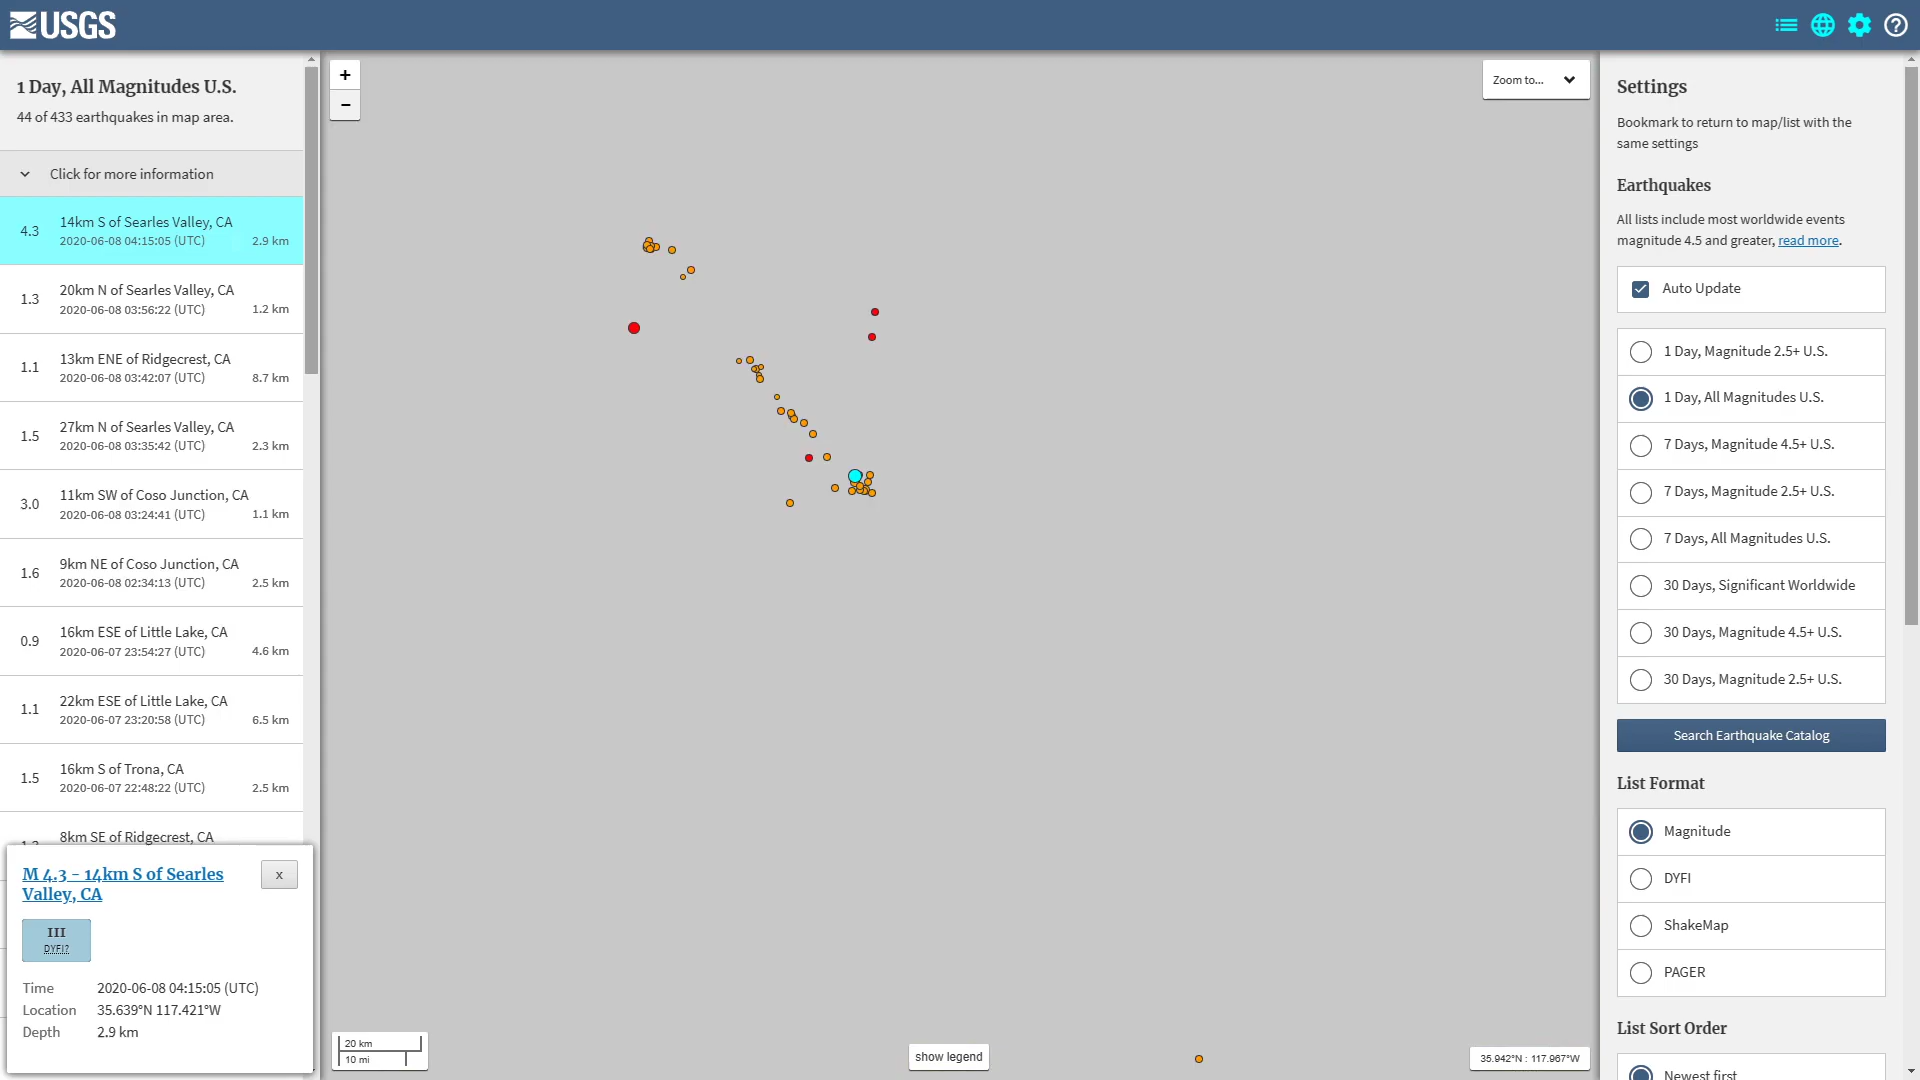 USGS
1 Day, All Magnitudes U.S.
44 of 433 earthquakes in map area.
Click for more information
4.3
14km S of Searles Valley, CA
2020-06-08 04:15:05 (UTC)
2.9 km
1.3
20km N of Searles Valley, CA
2020-06-08 03:56:22 (UTC)
1.2 km
1.1
13km ENE of Ridgecrest, CA
2020-06-08 03:42:07 (UTC)
8.7 km
1.5
27km N of Searles Valley, CA
2020-06-08 03:35:42 (UTC)
2.3 km
3.0
11km SW of Coso Junction, CA
2020-06-08 03:24:41 (UTC)
1.1 km
1.6
9km NE of Coso Junction, CA
2020-06-08 02:34:13 (UTC)
2.5 km
0.9
16km ESE of Little Lake, CA
2020-06-07 23:54:27 (UTC)
4.6 km
1.1
22km ESE of Little Lake, CA
2020-06-07 23:20:58 (UTC)
6.5 km
1.5
16km S of Trona, CA
2020-06-07 22:48:22 (UTC)
2.5 km
8km SE of Ridgecrest, CA
M 4.3 - 14km S of Searles
Valley, CA
x
III
DYFI?
Time 2020-06-08 04:15:05 (UTC)
Location 35.639°N 117.421°W
Depth 2.9 km
+
−
Zoom to...
20 km
10 mi
show legend
35.942°N : 117.967°W
Settings
Bookmark to return to map/list with the
same settings
Earthquakes
All lists include most worldwide events
magnitude 4.5 and greater, read more.
Auto Update
1 Day, Magnitude 2.5+ U.S.
1 Day, All Magnitudes U.S.
7 Days, Magnitude 4.5+ U.S.
7 Days, Magnitude 2.5+ U.S.
7 Days, All Magnitudes U.S.
30 Days, Significant Worldwide
30 Days, Magnitude 4.5+ U.S.
30 Days, Magnitude 2.5+ U.S.
Search Earthquake Catalog
List Format
Magnitude
DYFI
ShakeMap
PAGER
List Sort Order
Newest first